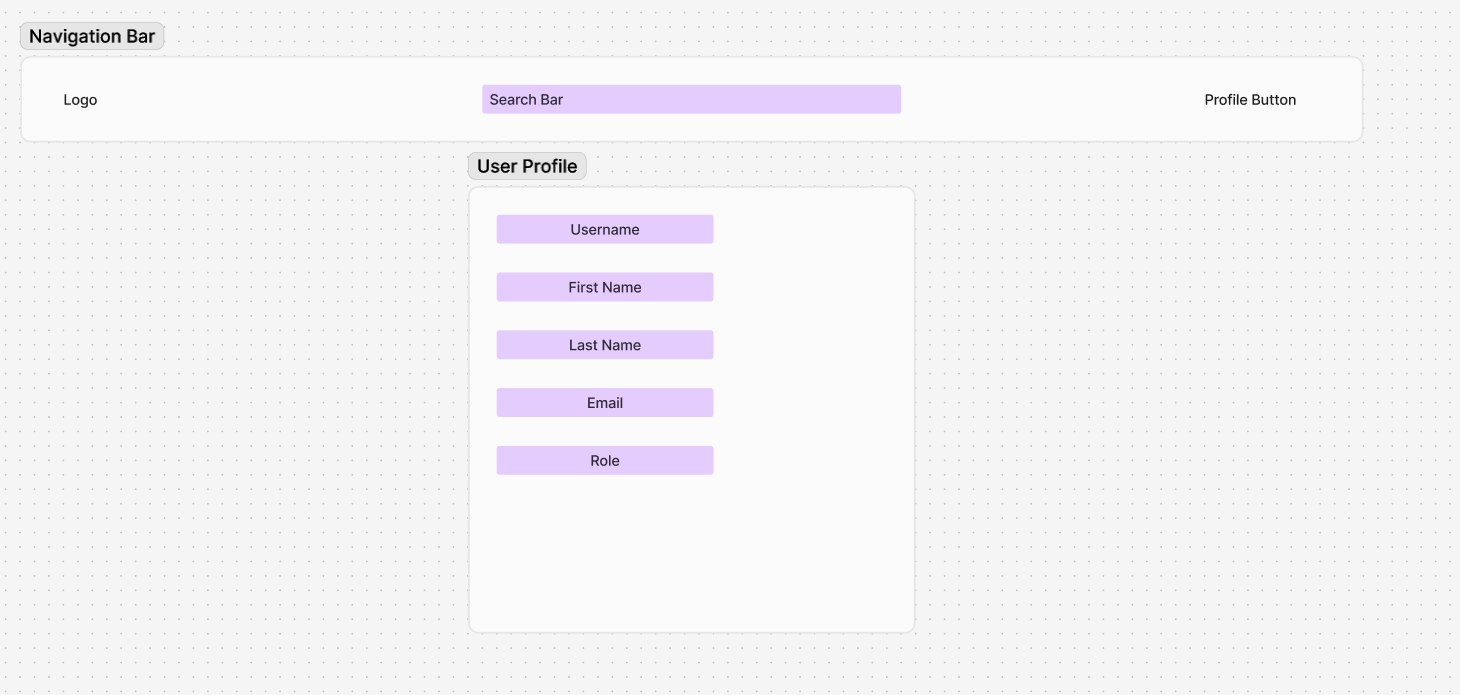 Navigation Bar
Logo
Search Bar
Profile Button
User Profile
Username
First Name
Last Name
Email
Role